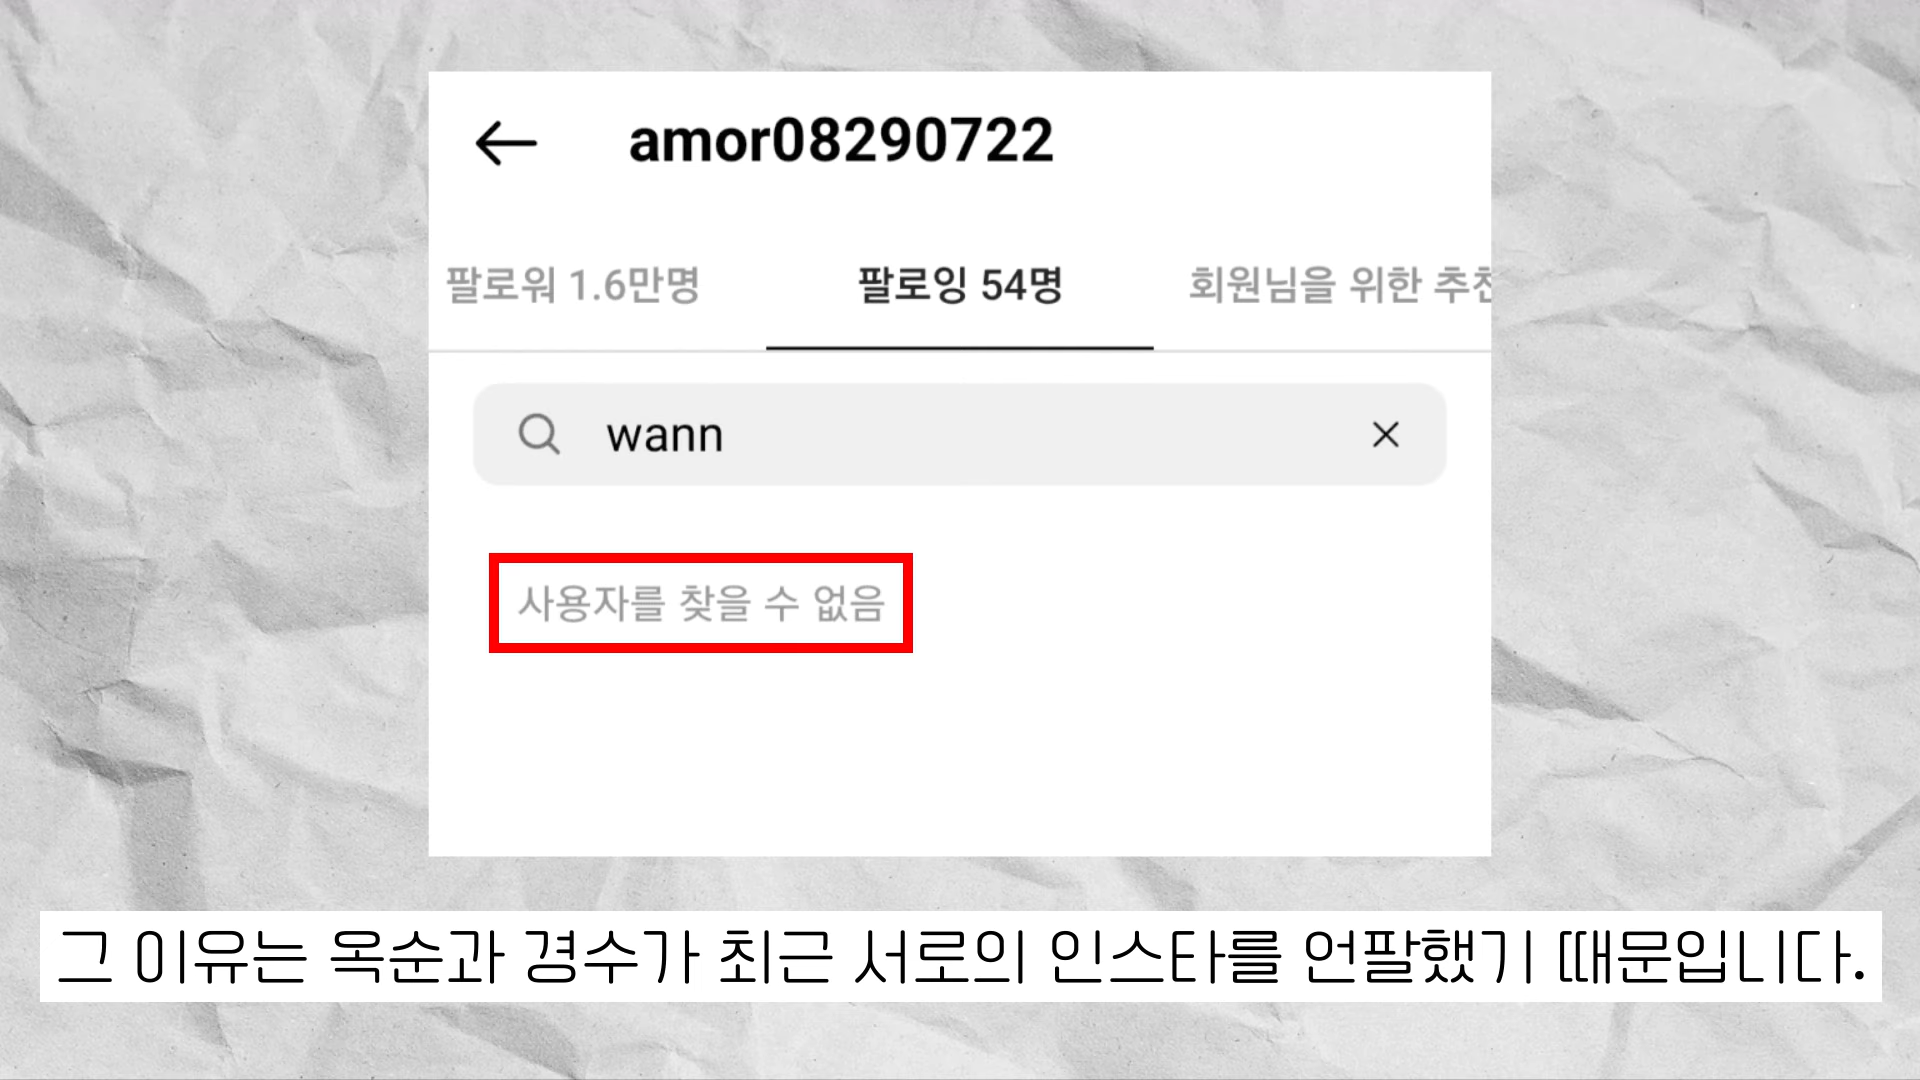 amor08290722
팔로워 1.6만명 팔로잉 54명 회원님을 위한 추천
wann
사용자를 찾을 수 없음
그 이유는 옥순과 경수가 최근 서로의 인스타를 언팔했기 때문입니다.